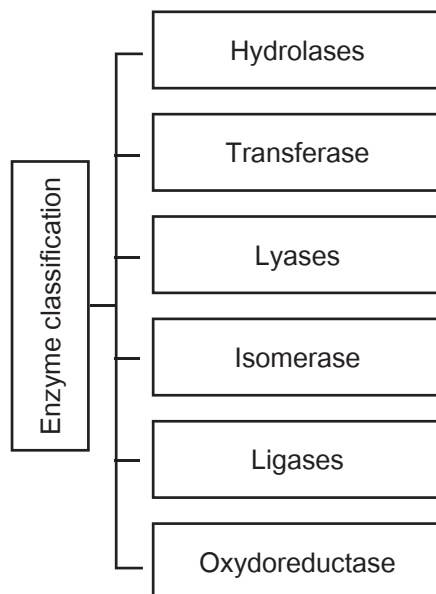 Enzyme classification
Hydrolases
Transferase
Lyases
Isomerase
Ligases
Oxydoreductase